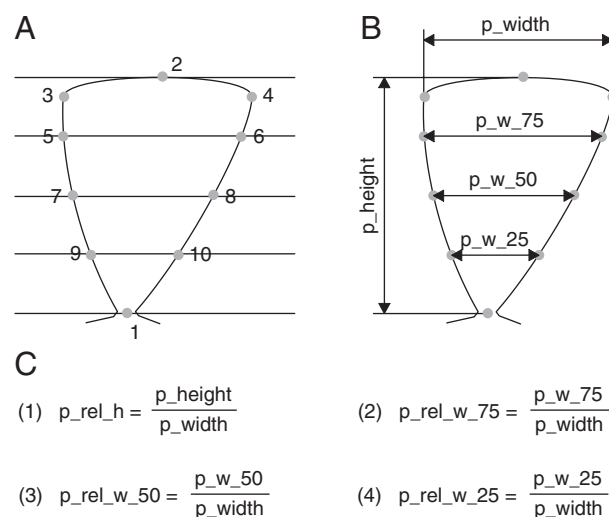 A
2
3
4
5
6
7
8
9
10
1
B
p_width
p_w_75
p_w_50
p_w_25
p_height
C
(1) p_rel_h = p_height
p_width
(2) p_rel_w_75 = p_w_75
p_width
(3) p_rel_w_50 = p_w_50
p_width
(4) p_rel_w_25 = p_w_25
p_width